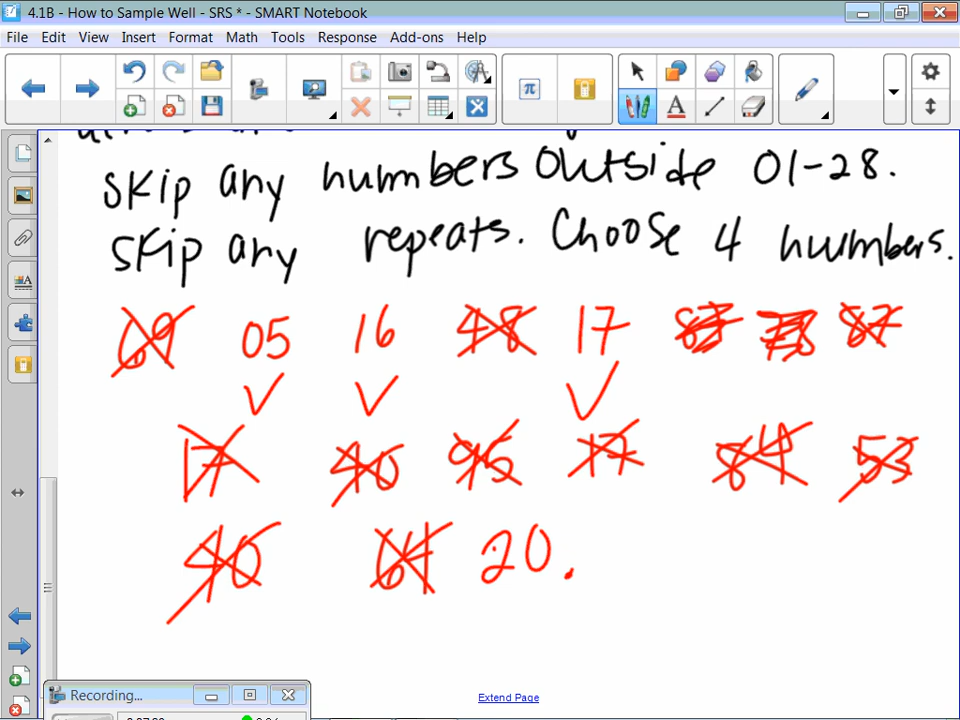 4.1B - How to Sample Well - SRS * - SMART Notebook
File Edit View Insert Format Math Tools Response Add-ons Help
skip any numbers outside 01-28.
skip any repeats. Choose 4 numbers.
69 05 16 48 17 87
17 40 95 17 84 53
40 64 20.
Recording...
Extend Page